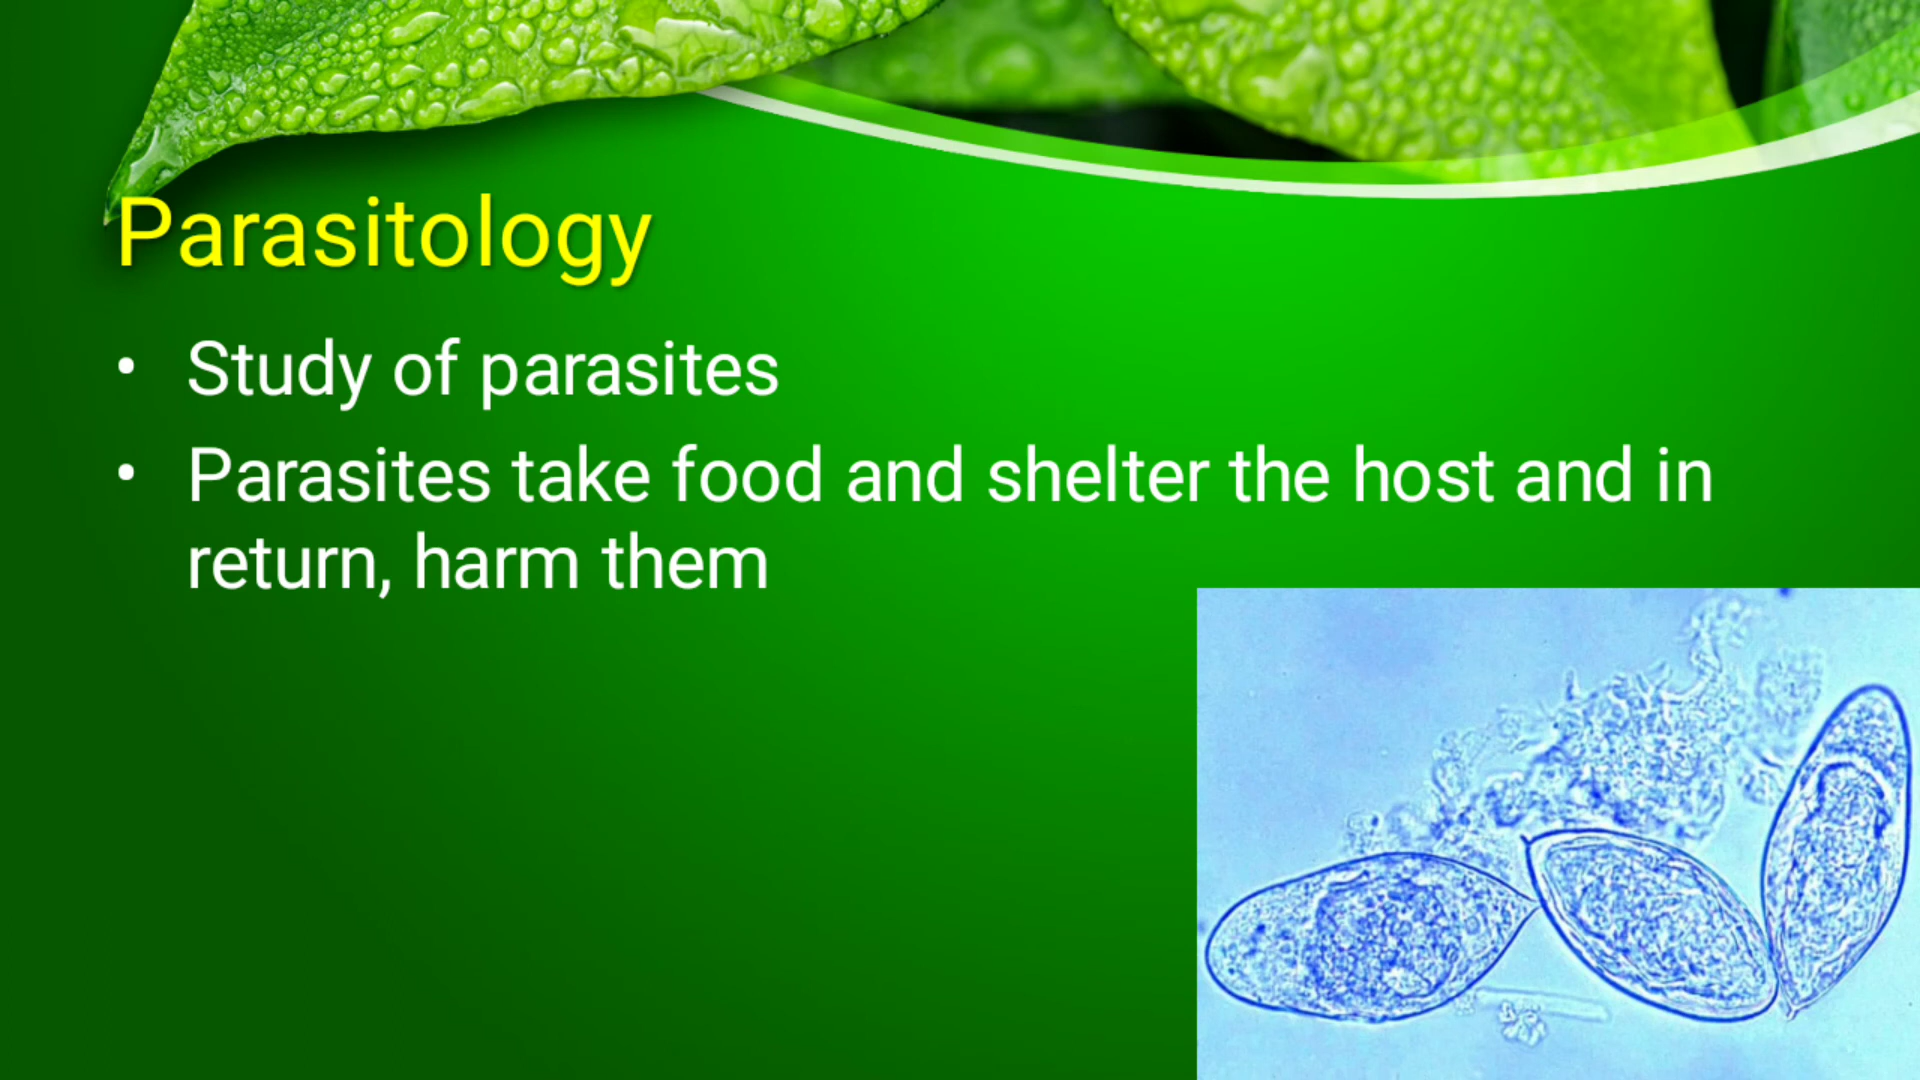 Parasitology
• Study of parasites
• Parasites take food and shelter the host and in
return, harm them